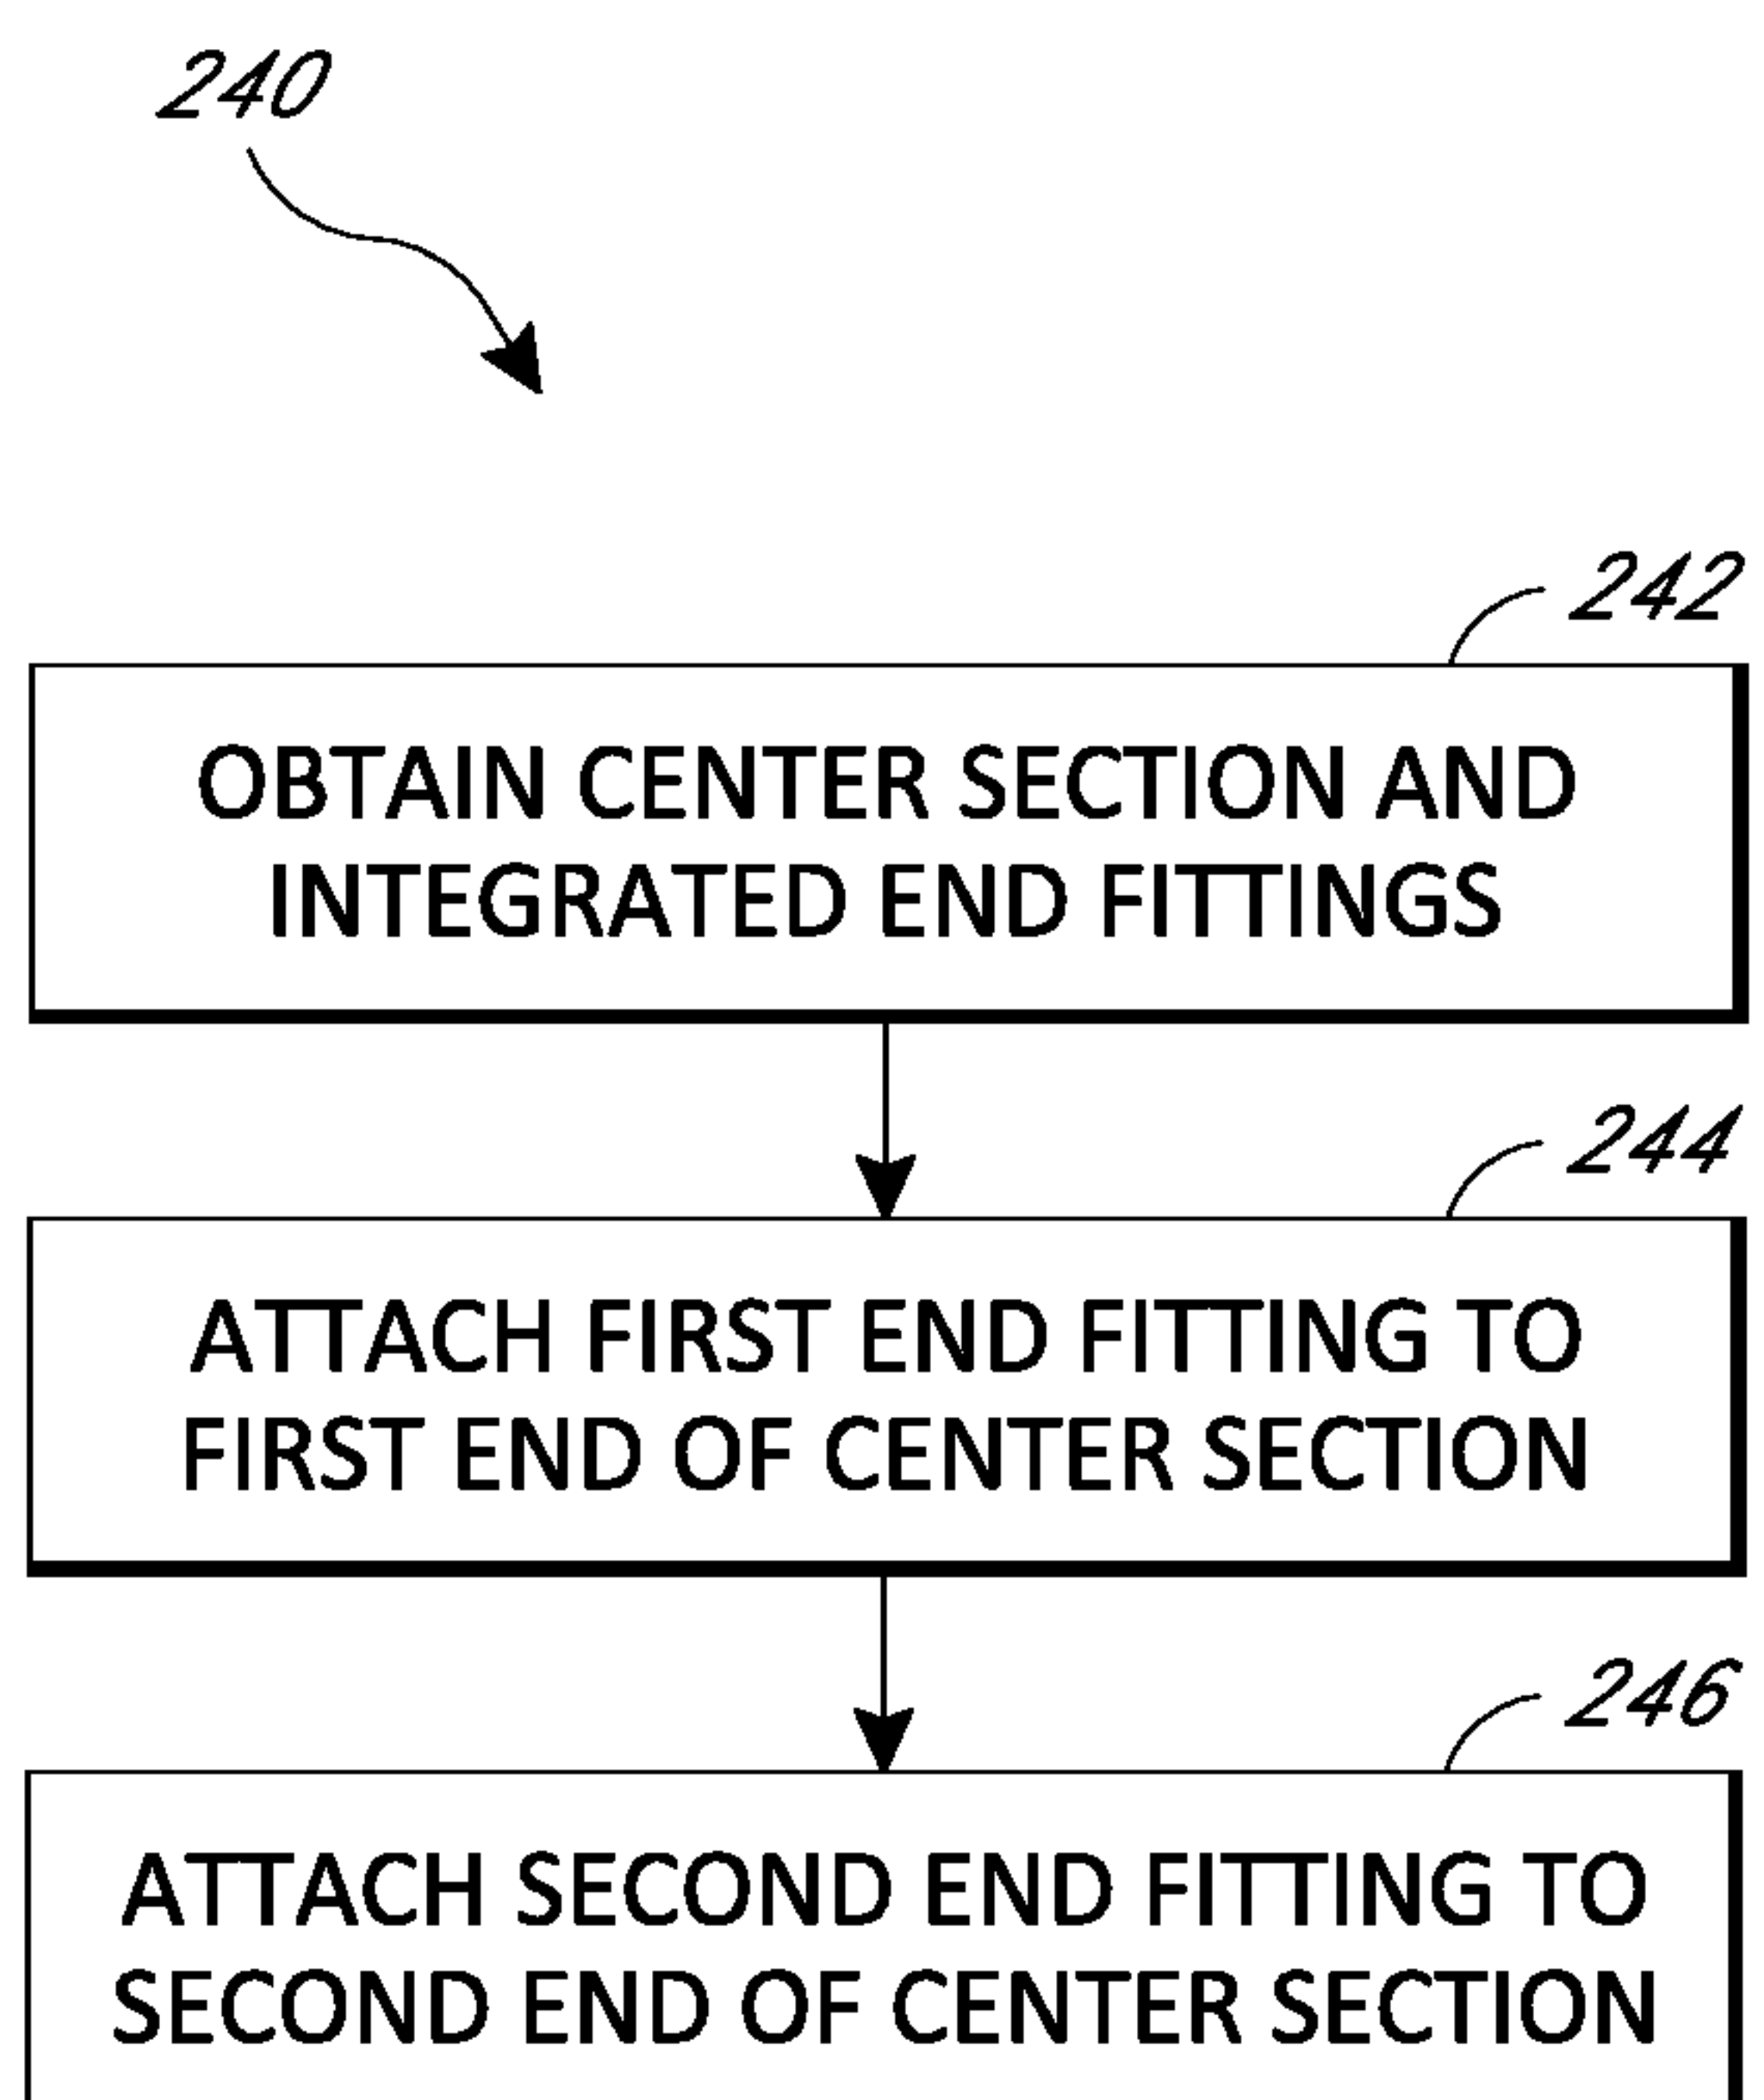 240
242
OBTAIN CENTER SECTION AND
INTEGRATED END FITTINGS
244
ATTACH FIRST END FITTING TO
FIRST END OF CENTER SECTION
246
ATTACH SECOND END FITTING TO
SECOND END OF CENTER SECTION